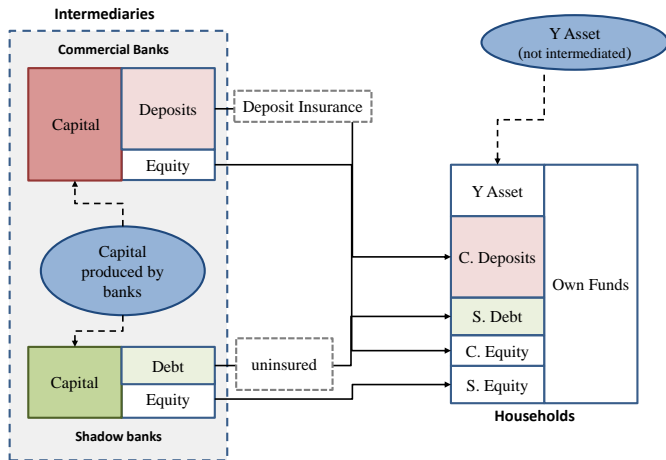 Intermediaries
Commercial Banks
Capital
Deposits
Equity
Deposit Insurance
Capital
produced by
banks
Capital
Debt
Equity
uninsured
Shadow banks
Y Asset
(not intermediated)
Y Asset
C. Deposits
S. Debt
C. Equity
S. Equity
Own Funds
Households